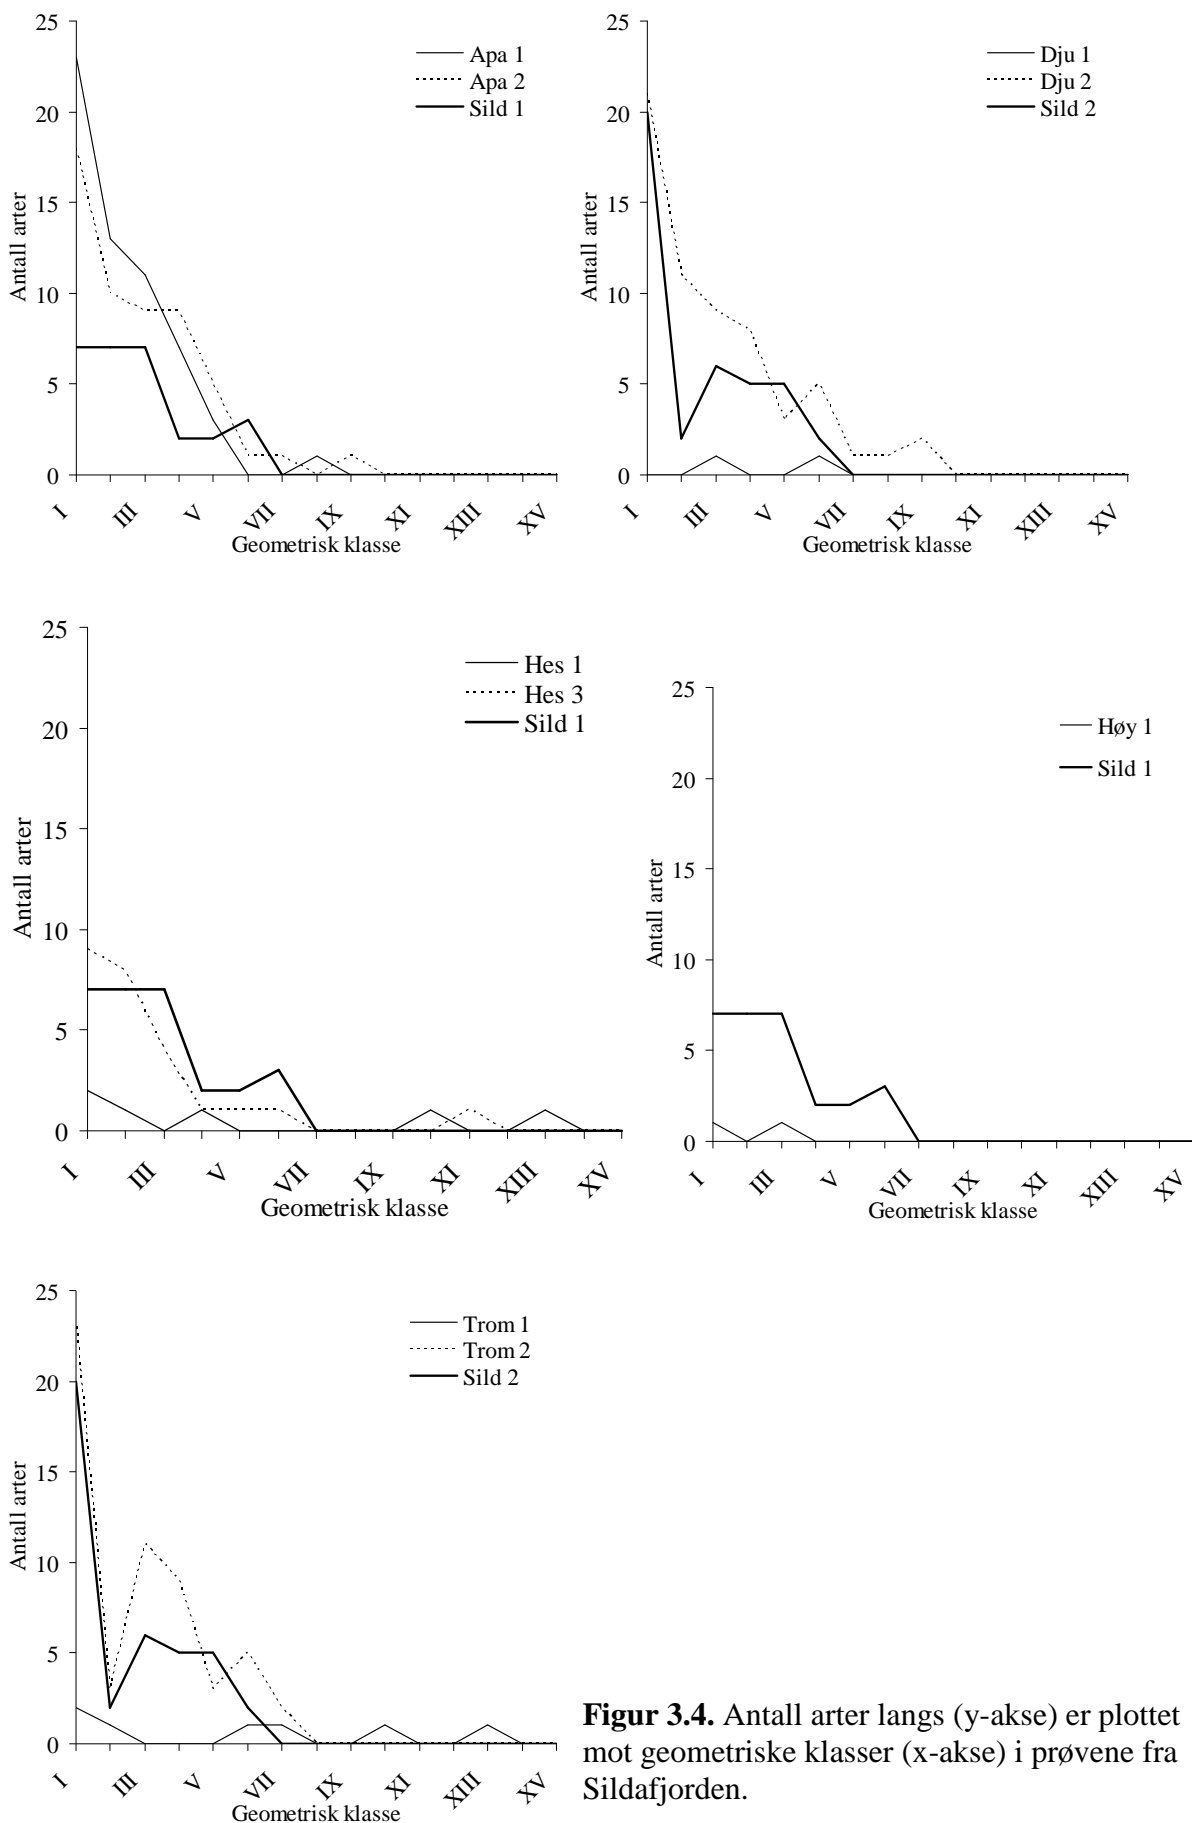 25
20
15
10
5
0
Antall arter
Apa 1
Apa 2
Sild 1
I
III
V
VII
IX
XI
XIII
XV
Geometrisk klasse
25
20
15
10
5
0
Antall arter
Dju 1
Dju 2
Sild 2
I
III
V
VII
IX
XI
XIII
XV
Geometrisk klasse
25
20
15
10
5
0
Antall arter
Hes 1
Hes 3
Sild 1
I
III
V
VII
IX
XI
XIII
XV
Geometrisk klasse
25
20
15
10
5
0
Antall arter
Høy 1
Sild 1
I
III
V
VII
IX
XI
XIII
XV
Geometrisk klasse
25
20
15
10
5
0
Antall arter
Trom 1
Trom 2
Sild 2
I
III
V
VII
IX
XI
XIII
XV
Geometrisk klasse
Figur 3.4. Antall arter langs (y-akse) er plottet
mot geometriske klasser (x-akse) i prøvene fra
Sildafjorden.